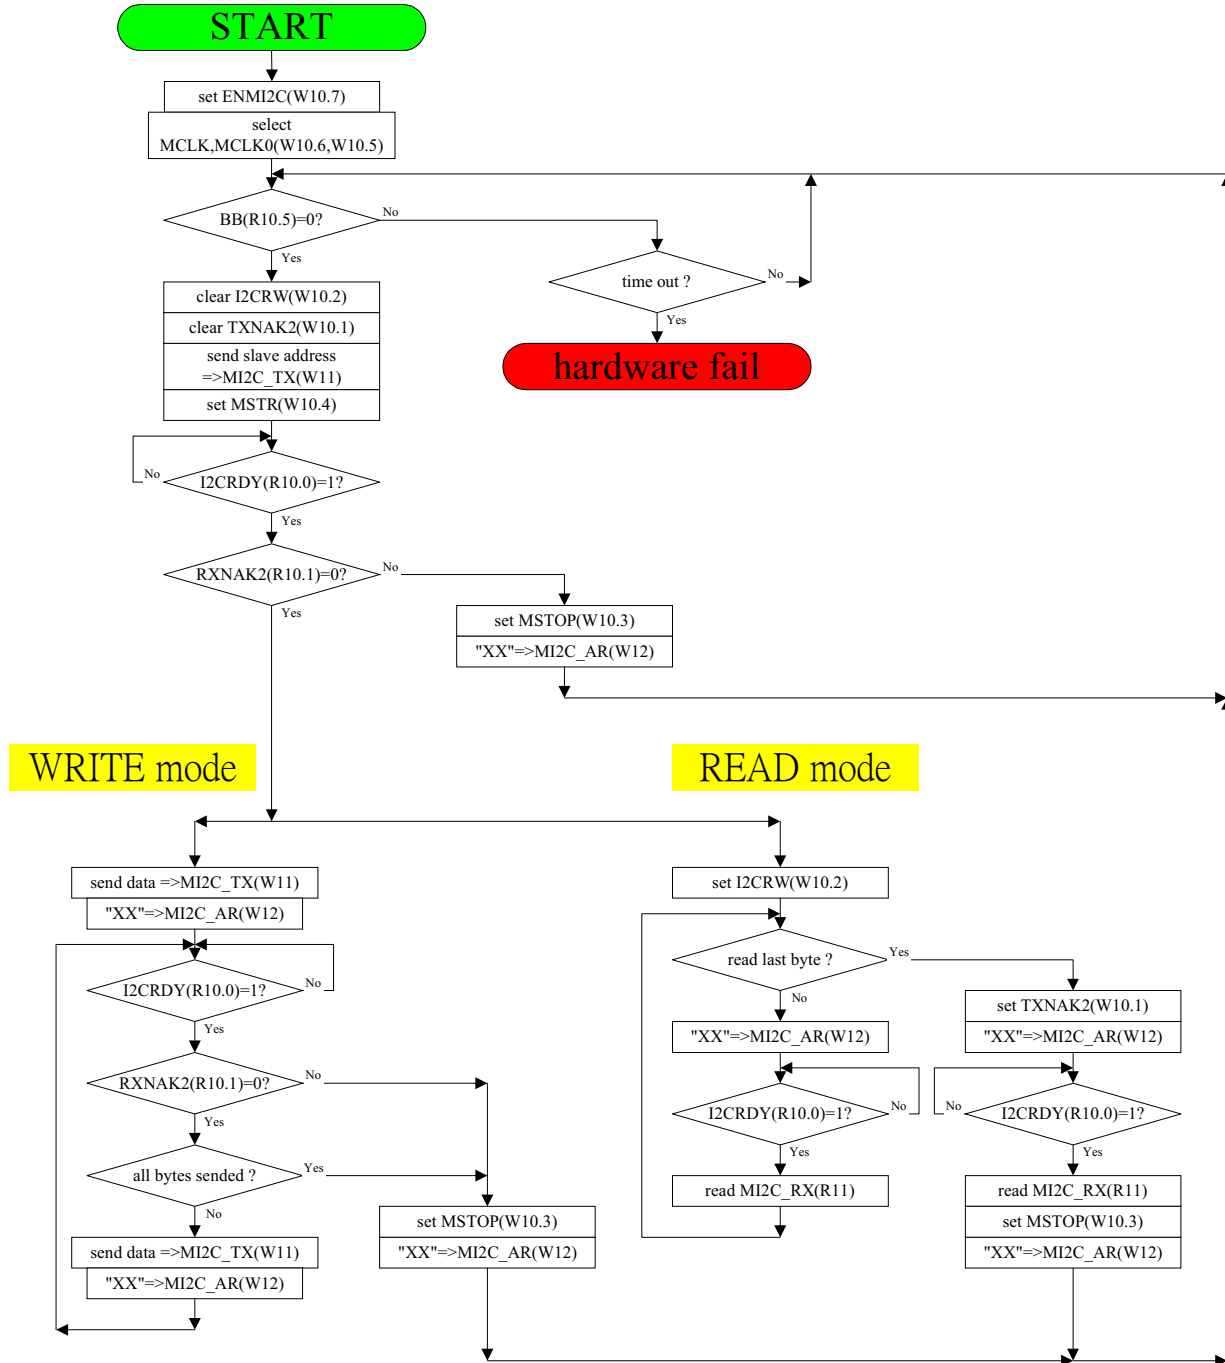 START
set ENMI2C(W10.7)
select
MCLK,MCLK0(W10.6,W10.5)
BB(R10.5)=0?
No
Yes
time out ?
No
Yes
hardware fail
clear I2CRW(W10.2)
clear TXNAK2(W10.1)
send slave address
=>MI2C_TX(W11)
set MSTR(W10.4)
I2CRDY(R10.0)=1?
No
Yes
RXNAK2(R10.1)=0?
No
Yes
set MSTOP(W10.3)
"XX"=>MI2C_AR(W12)
WRITE mode
send data =>MI2C_TX(W11)
"XX"=>MI2C_AR(W12)
I2CRDY(R10.0)=1?
No
Yes
RXNAK2(R10.1)=0?
No
Yes
all bytes sended ?
Yes
No
send data =>MI2C_TX(W11)
"XX"=>MI2C_AR(W12)
set MSTOP(W10.3)
"XX"=>MI2C_AR(W12)
READ mode
set I2CRW(W10.2)
read last byte ?
Yes
No
"XX"=>MI2C_AR(W12)
I2CRDY(R10.0)=1?
No
Yes
read MI2C_RX(R11)
set TXNAK2(W10.1)
"XX"=>MI2C_AR(W12)
I2CRDY(R10.0)=1?
No
Yes
read MI2C_RX(R11)
set MSTOP(W10.3)
"XX"=>MI2C_AR(W12)